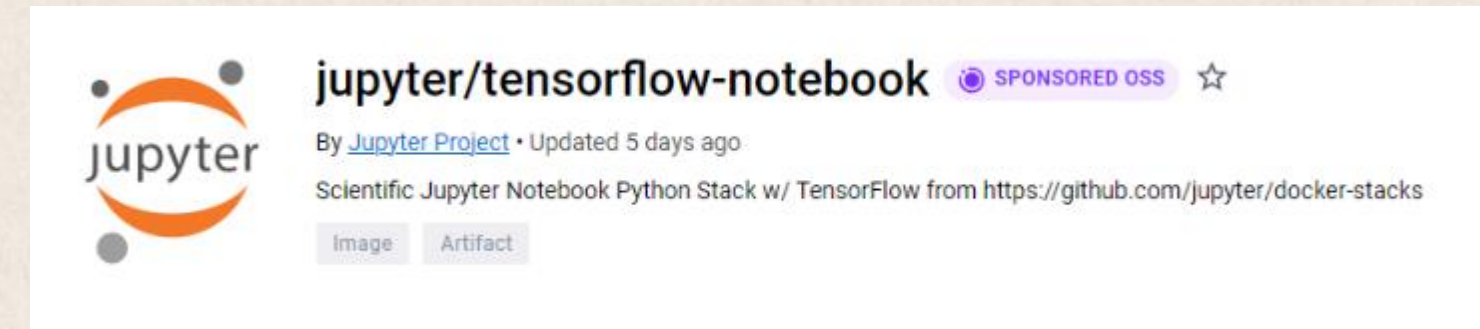 jupyter/tensorflow-notebook SPONSORED OSS
jupyter
By Jupyter Project • Updated 5 days ago
Scientific Jupyter Notebook Python Stack w/ TensorFlow from https://github.com/jupyter/docker-stacks
Image Artifact